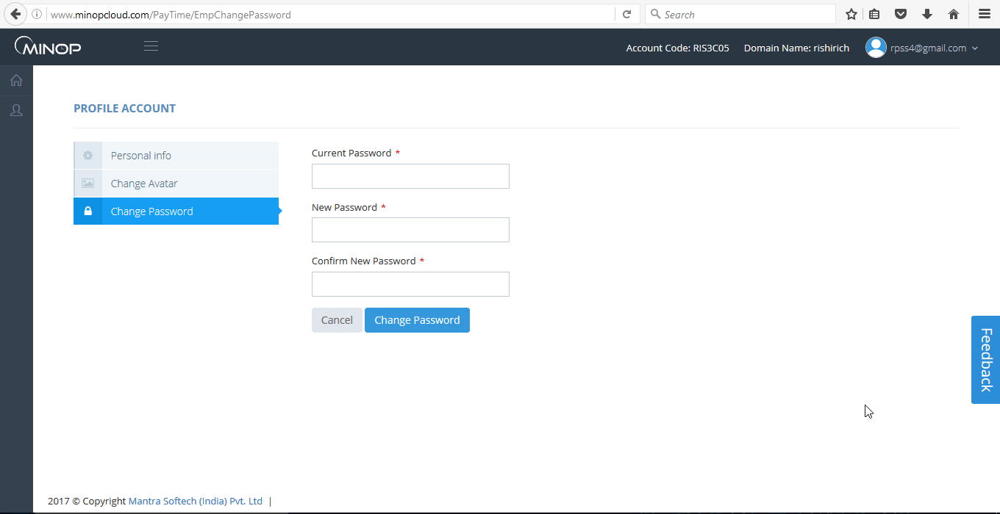 www.minopcloud.com/PayTime/EmpChangePassword
Search
MINOP
Account Code: RIS3C05 Domain Name: rishirich rpss4@gmail.com
PROFILE ACCOUNT
Personal info
Change Avatar
Change Password
Current Password *
New Password *
Confirm New Password *
Cancel Change Password
Feedback
2017 © Copyright Mantra Softech (India) Pvt. Ltd |